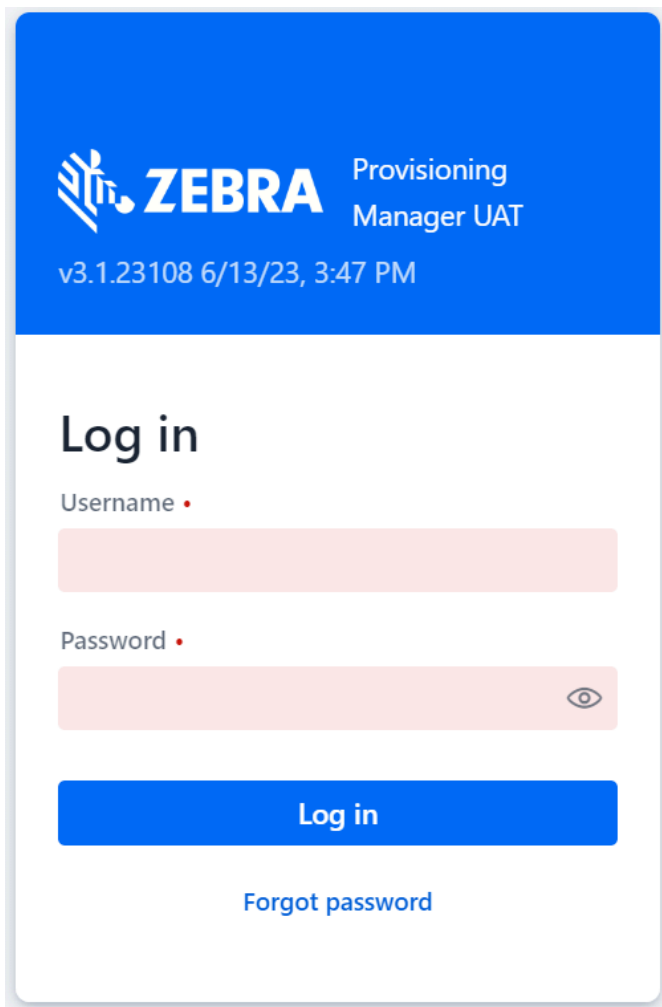 ZEBRA
Provisioning
Manager UAT
v3.1.23108 6/13/23, 3:47 PM
Log in
Username •
Password •
Log in
Forgot password